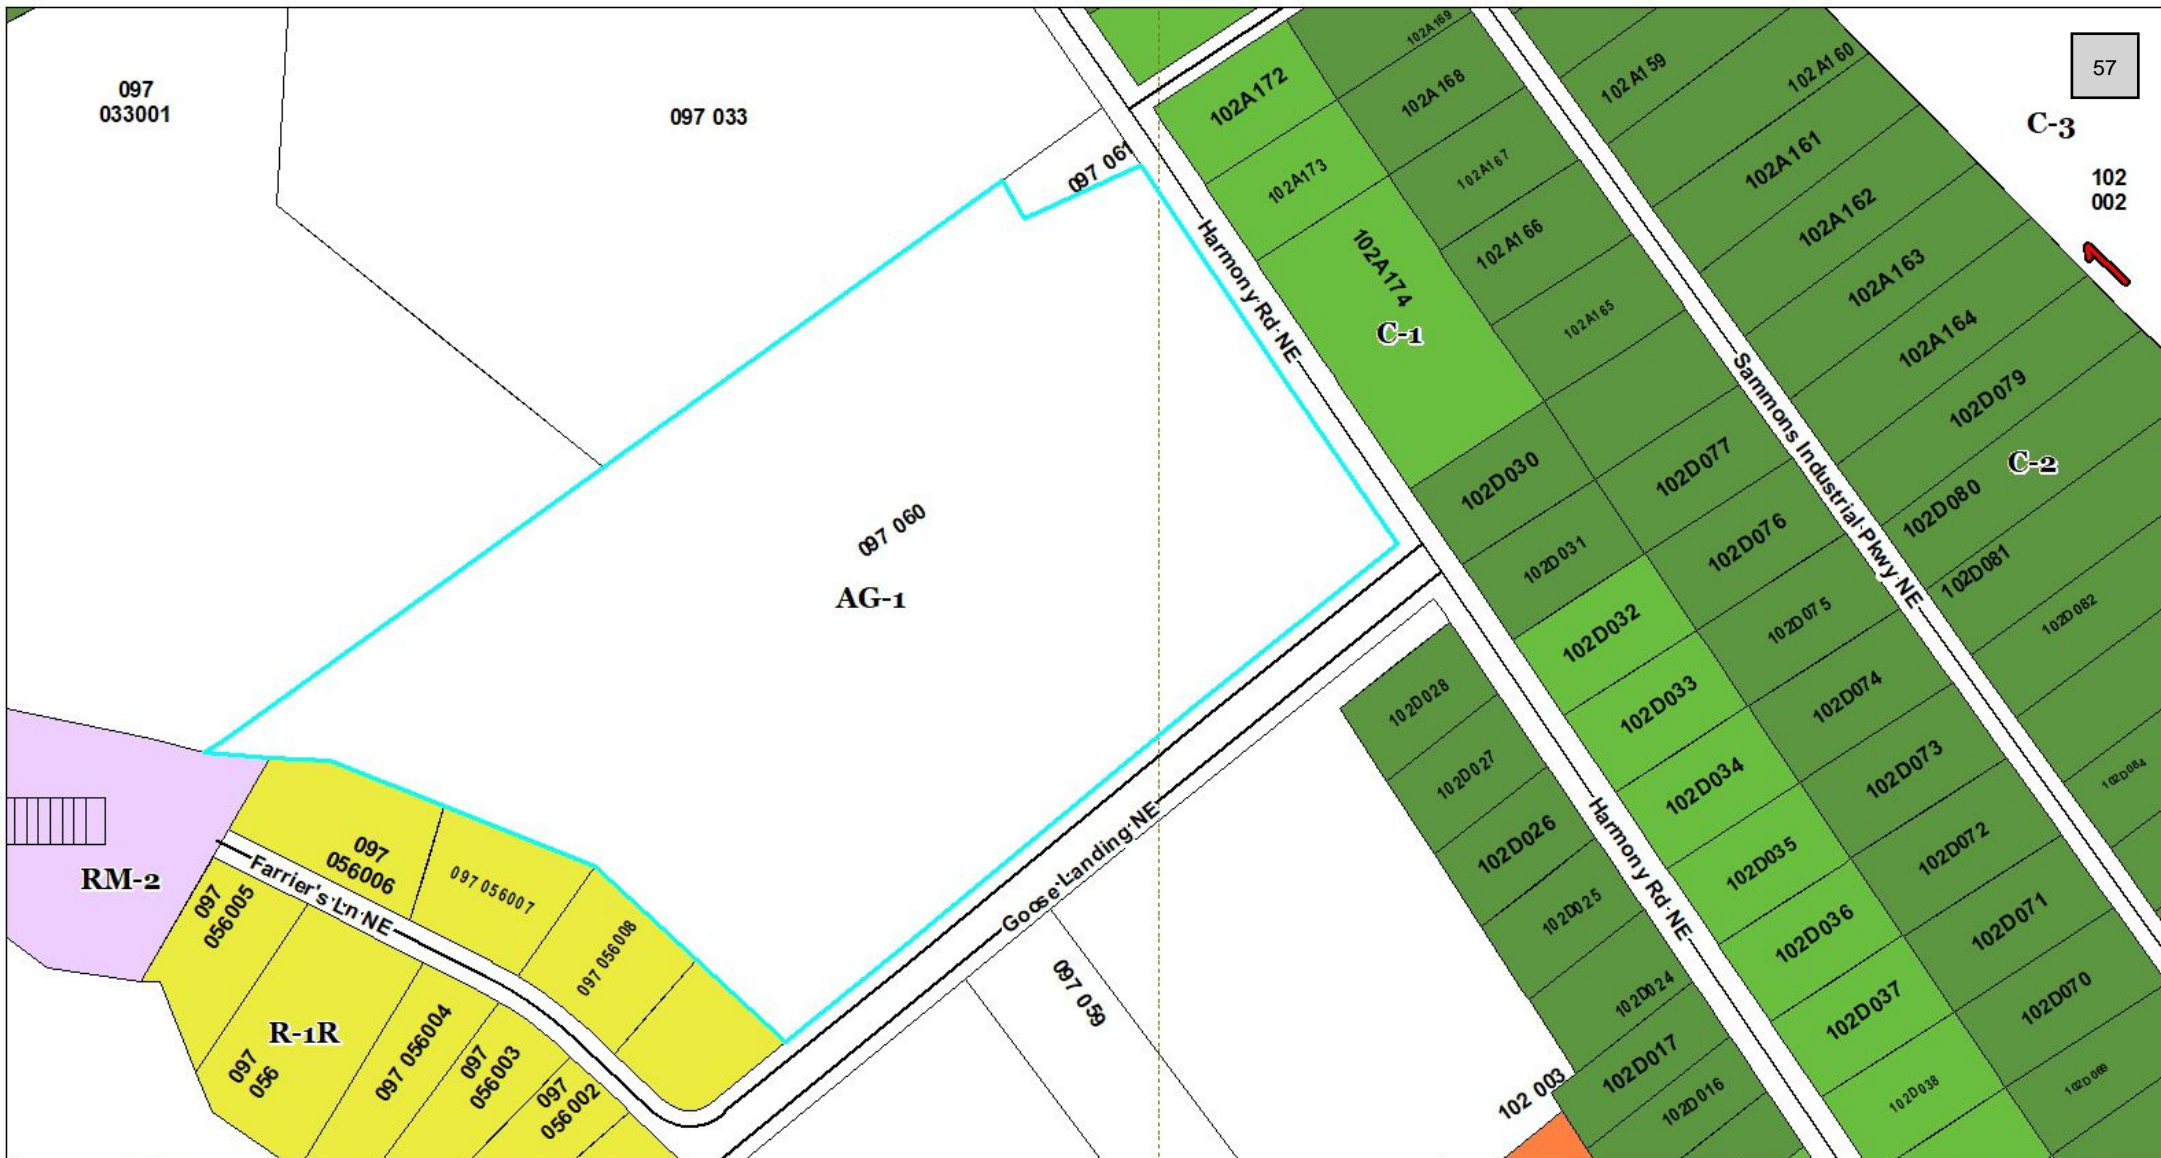 097
033001
097 033
097 061
102A172
102A173
102A174
C-1
102A169
102A168
102A167
102A166
102A165
102A159
102A160
102A161
102A162
102A163
102A164
57
C-3
102
002
Harmony Rd NE
Sammons Industrial Pkwy NE
102D079
102D080
102D081
102D082
102D084
C-2
102D030
102D031
102D032
102D033
102D034
102D035
102D036
102D037
102D038
102D077
102D076
102D075
102D074
102D073
102D072
102D071
102D070
102D069
097 060
AG-1
102D028
102D027
102D026
102D025
102D024
102D017
102D016
Harmony Rd NE
Goose Landing NE
097 059
102 003
RM-2
Farrier's Ln NE
097
056006
097 056007
097 056008
097
056005
R-1R
097
056
097 056004
097
056003
097
056002